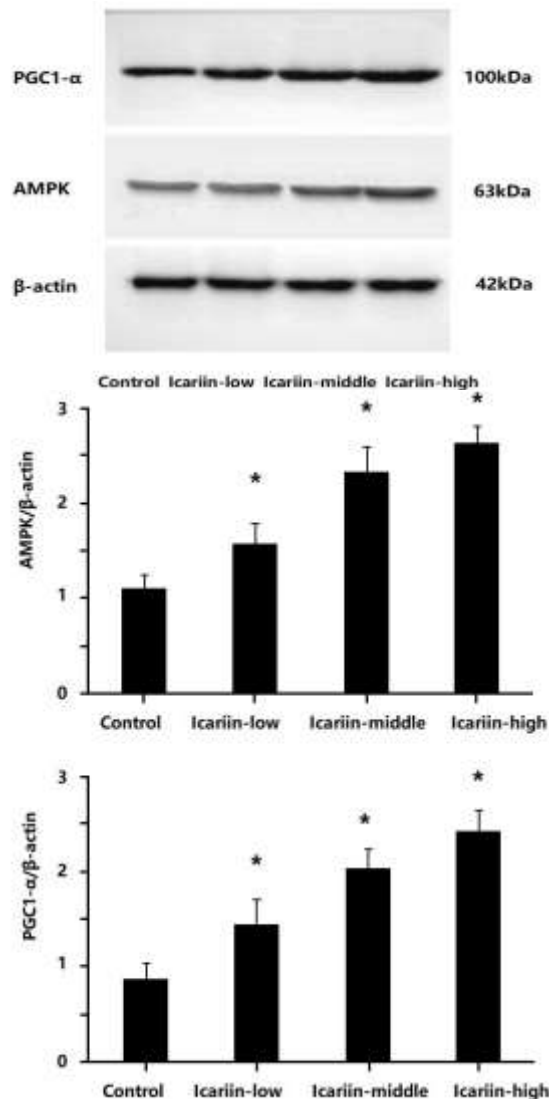 PGC1-α 100kDa
AMPK 63kDa
β-actin 42kDa
Control Icariin-low Icariin-middle Icariin-high
AMPK/β-actin
3
2
1
0
*
*
*
Control Icariin-low Icariin-middle Icariin-high
PGC1-α/β-actin
3
2
1
0
*
*
*
Control Icariin-low Icariin-middle Icariin-high